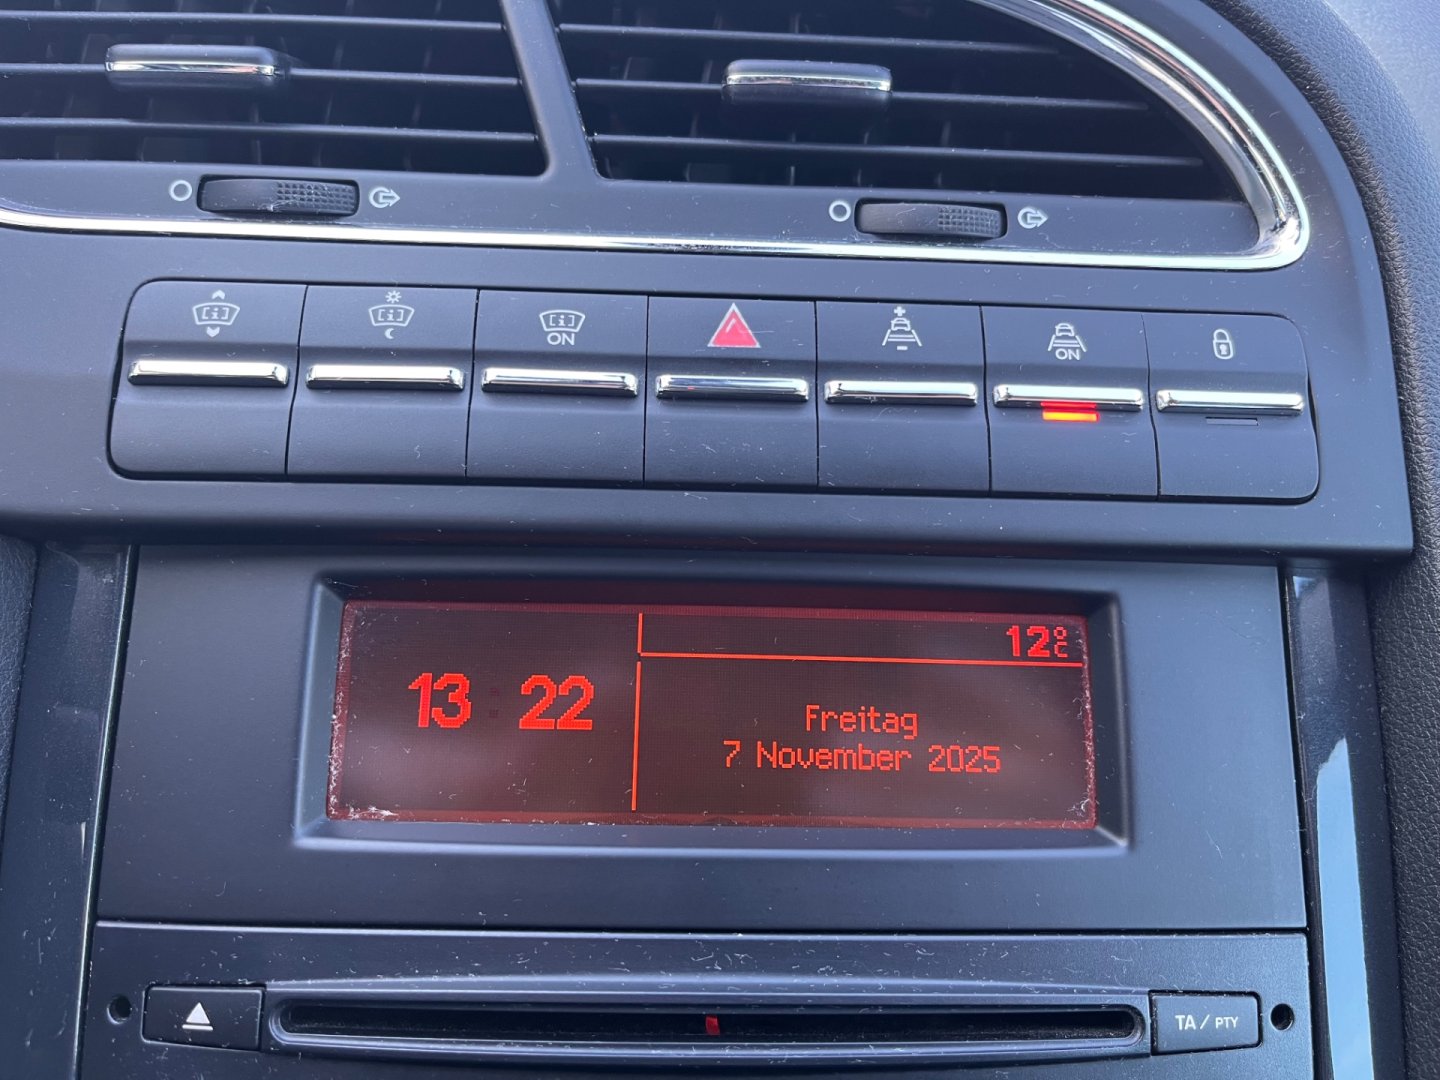 ON
ON
12°C
13:22
Freitag
7 November 2025
TA / PTY